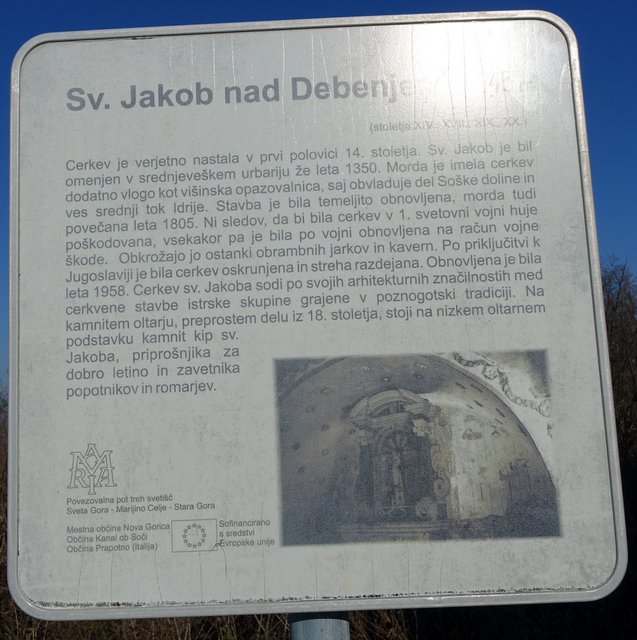 Sv. Jakob nad Debenje
(stoletja XIV., XVII., XIX., XX.)
Cerkev je verjetno nastala v prvi polovici 14. stoletja. Sv. Jakob je bil
omenjen v srednjeveškem urbariju že leta 1350. Morda je imela cerkev
dodatno vlogo kot višinska opazovalnica, saj obvladuje del Soške doline in
ves srednji tok Idrije. Stavba je bila temeljito obnovljena, morda tudi
povečana leta 1805. Ni sledov, da bi bila cerkev v 1. svetovni vojni huje
poškodovana, vsekakor pa je bila po vojni obnovljena na račun vojne
škode. Obkrožajo jo ostanki obrambnih jarkov in kavern. Po priključitvi k
Jugoslaviji je bila cerkev oskrunjena in streha razdejana. Obnovljena je bila
leta 1958. Cerkev sv. Jakoba sodi po svojih arhitekturnih značilnostih med
cerkvene stavbe istrske skupine grajene v poznogotski tradiciji. Na
kamnitem oltarju, preprostem delu iz 18. stoletja, stoji na nizkem oltarnem
podstavku kamnit kip sv.
Jakoba, priprošnjika za
dobro letino in zavetnika
popotnikov in romarjev.
MARIA
Povezovalna pot treh svetišč
Sveta Gora - Marijino Celje - Stara Gora
Mestna občina Nova Gorica
Občina Kanal ob Soči
Občina Prapotno (Italija)
Sofinancirano
s sredstvi
Evropske unije